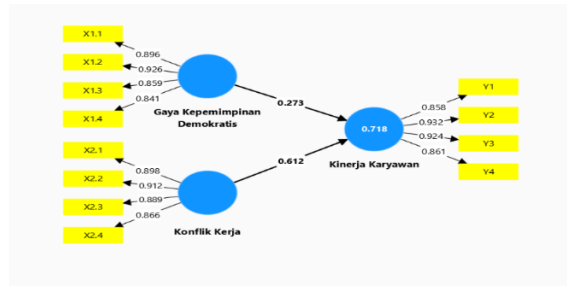 X1.1
0.896
X1.2
0.926
X1.3
0.859
X1.4
0.841
Gaya Kepemimpinan
Demokratis
0.273
X2.1
0.898
X2.2
0.912
X2.3
0.889
X2.4
0.866
Konflik Kerja
0.612
0.718
Kinerja Karyawan
Y1
0.858
Y2
0.932
Y3
0.924
Y4
0.861